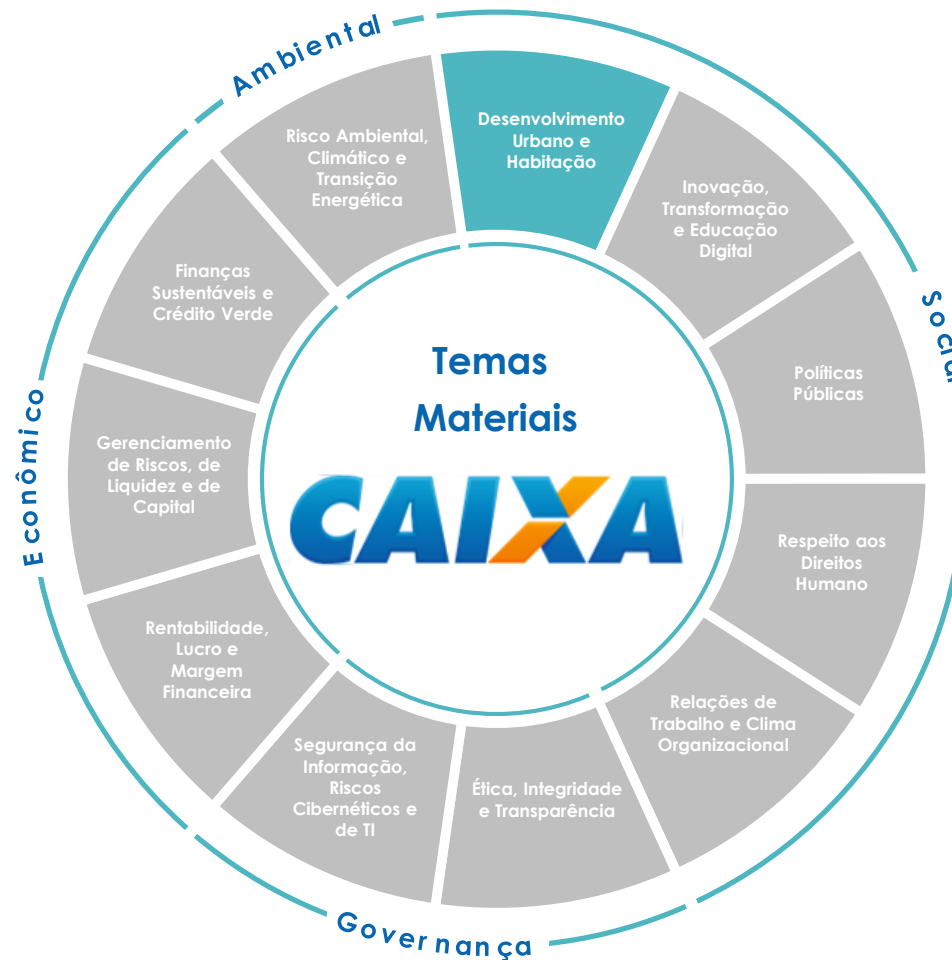 Ambiental
Desenvolvimento
Urbano e
Habitação
Inovação,
Transformação
e Educação
Digital
Social
Políticas
Públicas
Respeito aos
Direitos
Humano
Relações de
Trabalho e Clima
Organizacional
Ética, Integridade
e Transparência
Governança
Segurança da
Informação,
Riscos
Cibernéticos e
de TI
Rentabilidade,
Lucro e
Margem
Financeira
Econômico
Gerenciamento
de Riscos, de
Liquidez e de
Capital
Finanças
Sustentáveis e
Crédito Verde
Risco Ambiental,
Climático e
Transição
Energética
Temas
Materiais
CAIXA